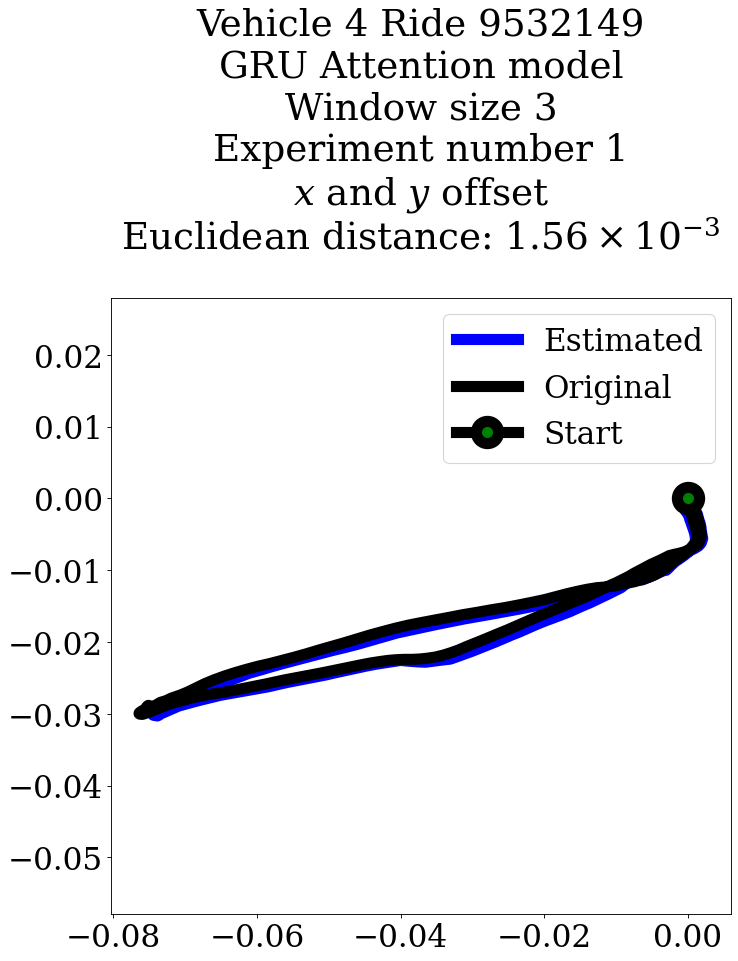 Vehicle 4 Ride 9532149
GRU Attention model
Window size 3
Experiment number 1
x and y offset
Euclidean distance: 1.56 × 10⁻³
Estimated
Original
Start
0.02
0.01
0.00
−0.01
−0.02
−0.03
−0.04
−0.05
−0.08 −0.06 −0.04 −0.02 0.00